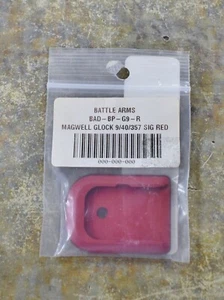 BATTLE ARMS
BAD-BP-G9-R
MAGWELL GLOCK 9/40/357 SIG RED
000-000-000